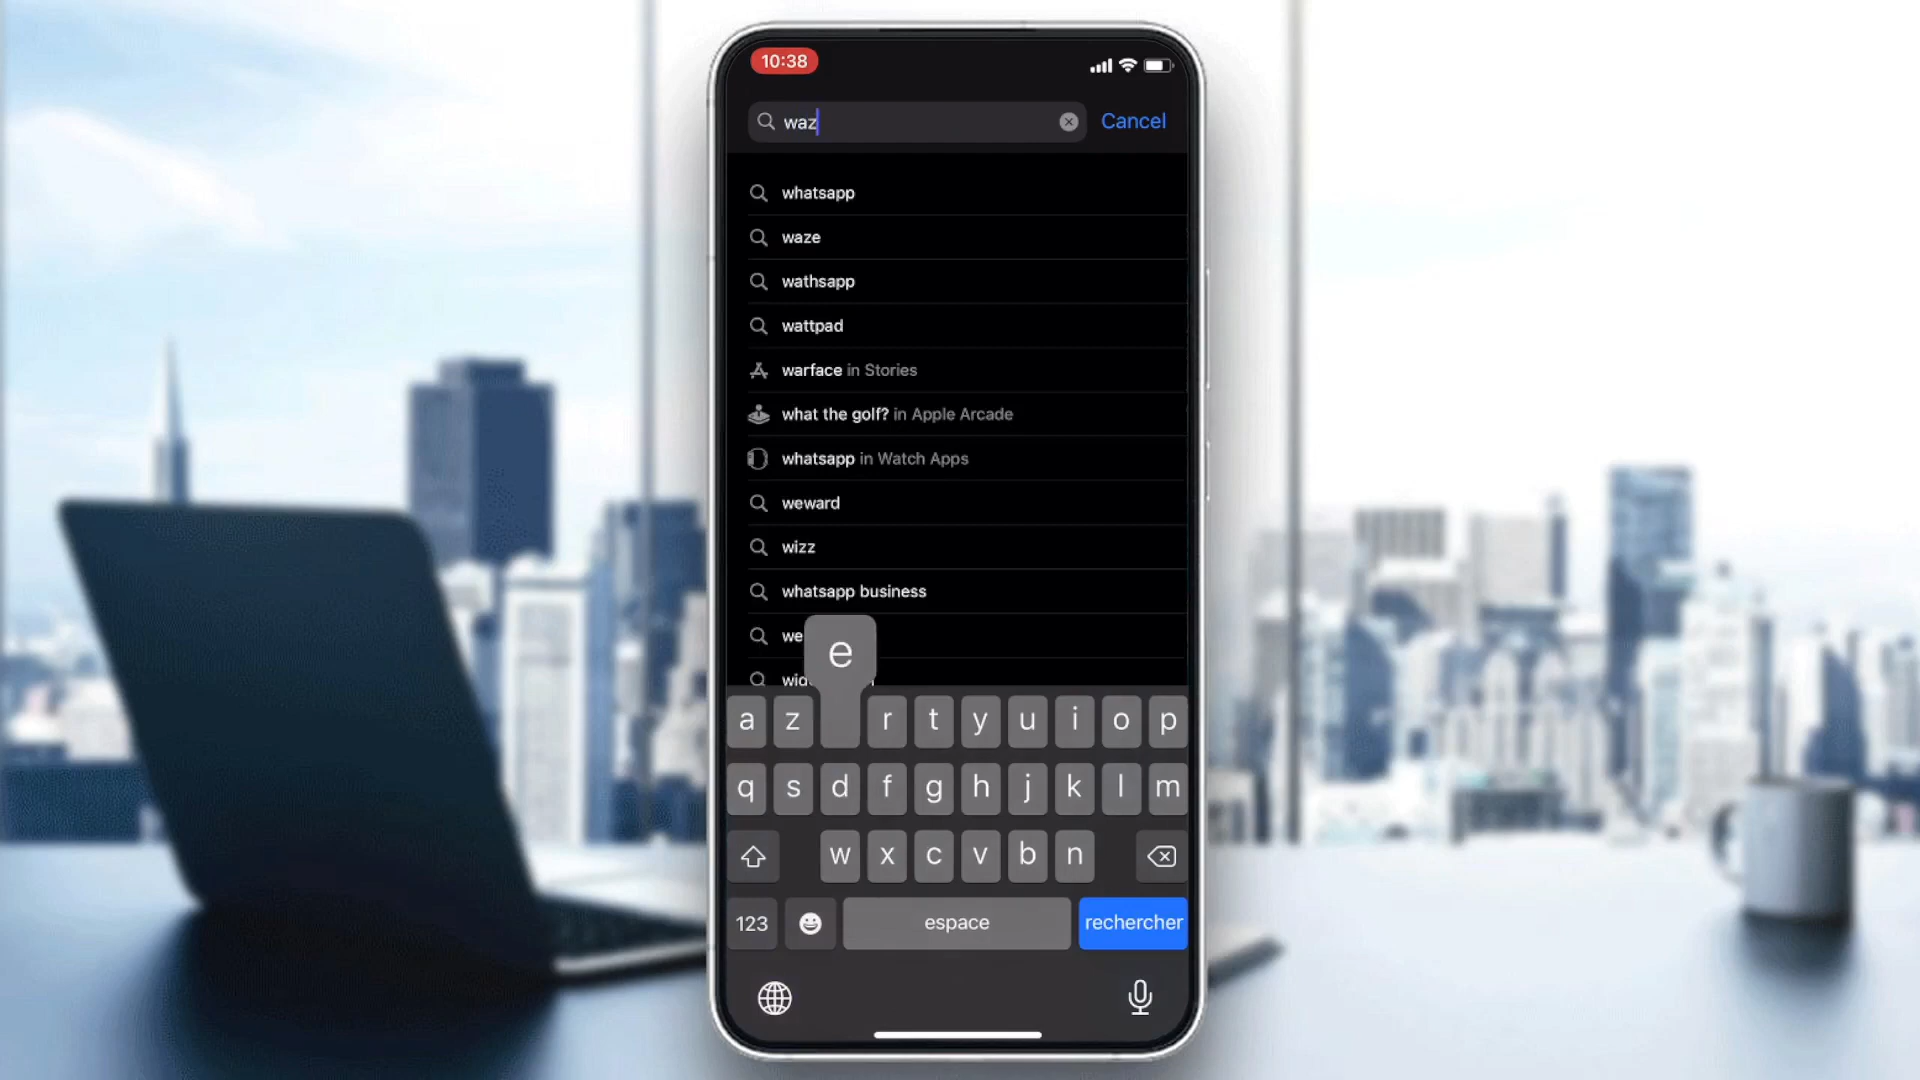 10:38
waz
Cancel
whatsapp
waze
wathsapp
wattpad
warface in Stories
what the golf? in Apple Arcade
whatsapp in Watch Apps
weward
wizz
whatsapp business
e
a z r t y u i o p
q s d f g h j k l m
w x c v b n
123 espace rechercher